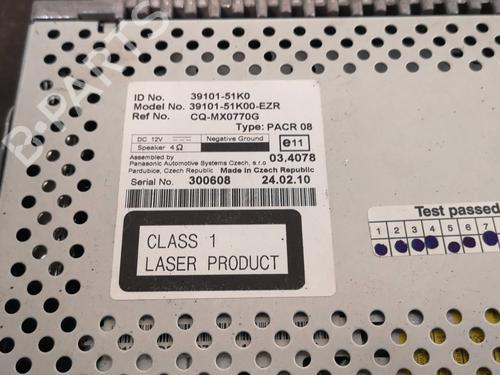 B-PARTS
ID No. 39101-51K0
Model No. 39101-51K00-EZR
Ref No. CQ-MX0770G
Type: PACR 08
DC 12V Negative Ground
Speaker 4Ω
e11
03.4078
Assembled by
Panasonic Automotive Systems Czech, s.r.o
Pardubice, Czech Republic Made in Czech Republic
Serial No. 300608 24.02.10
CLASS 1
LASER PRODUCT
Test passed
1 2 3 4 5 6 7